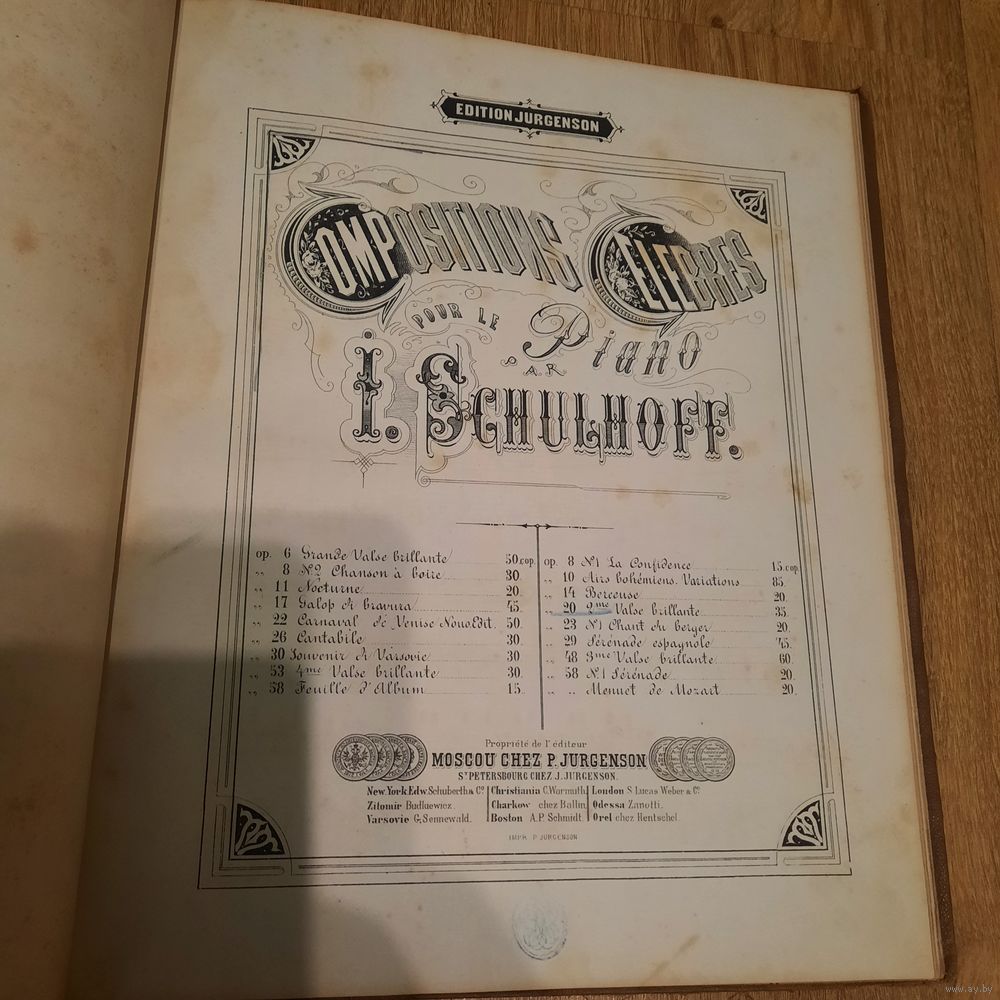 EDITION JURGENSON
COMPOSITIONS CELEBRES
POUR LE Piano
PAR
I. SCHULHOFF.
op. 6 Grande Valse brillante 50.cop.
„ 8 № 2 Chanson à boire 30.
„ 11 Nocturne 20.
„ 17 Galop di bravura 45.
„ 22 Carnaval de Venise Nouv Edit. 50.
„ 26 Cantabile 30
„ 30 Souvenir de Varsovie 30
„ 53 4me Valse brillante 30.
„ 58 Feuille d'Album 15.
op. 8 № 1 La Confidence 15.cop.
„ 10 Airs bohémiens. Variations 85.
„ 14 Berceuse 20.
„ 20 2me Valse brillante 35.
„ 23 № 1 Chant du berger 20.
„ 29 Sérénade espagnole 45.
„ 48 3me Valse brillante 60.
„ 58 № 1 Sérénade 20.
„ „ Menuet de Mozart 20.
Propriété de l'éditeur
MOSCOU CHEZ P. JURGENSON
St PETERSBOURG CHEZ J. JURGENSON.
New. York Edw. Schuberth & Co. Christiania C. Warmuth. London S. Lucas Weber & Co.
Zitomir Budkiewicz. Charkow chez Ballin. Odessa Zanotti.
Varsovie G. Sennewald. Boston A.P. Schmidt. Orel chez Hentschel.
IMPR. P. JURGENSON
www.ay.by